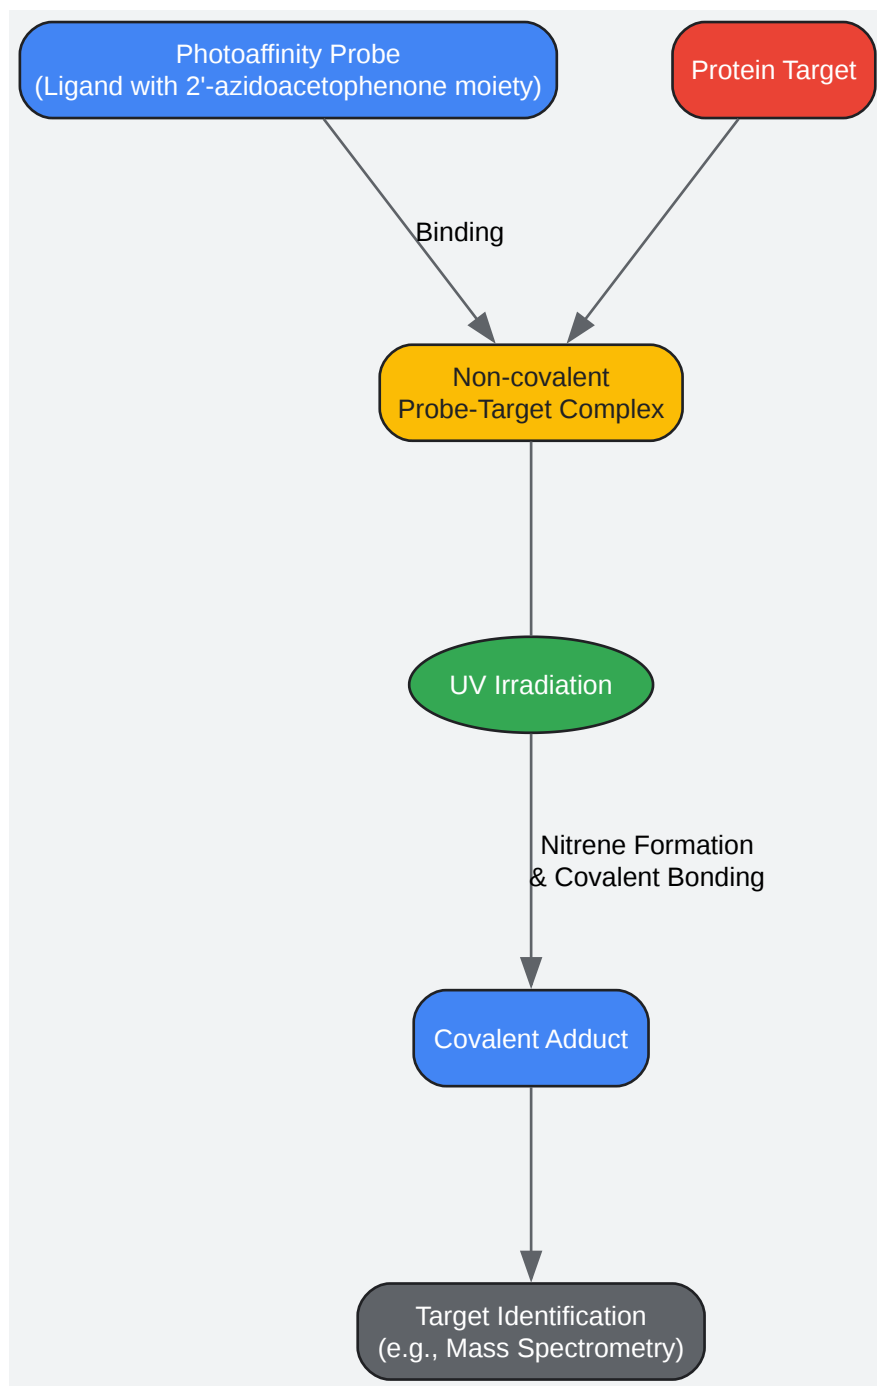 Photoaffinity Probe
(Ligand with 2'-azidoacetophenone moiety)
Protein Target
Binding
Non-covalent
Probe-Target Complex
UV Irradiation
Nitrene Formation
& Covalent Bonding
Covalent Adduct
Target Identification
(e.g., Mass Spectrometry)